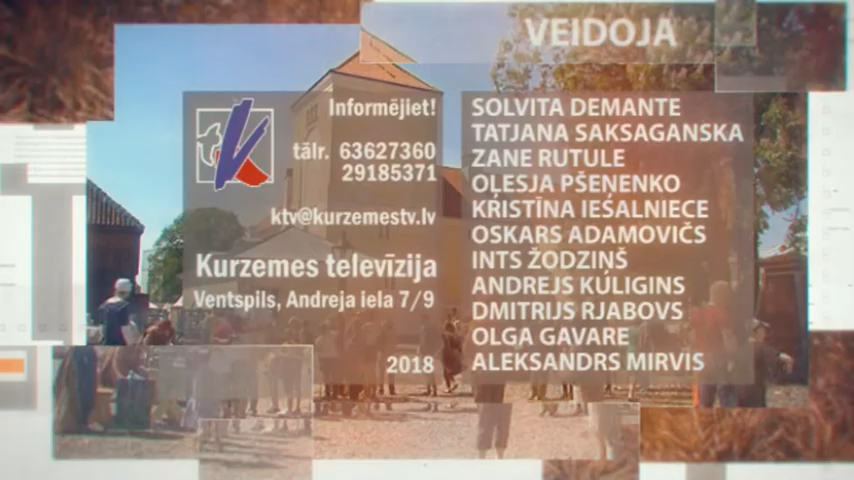 VEIDOJA
Informējiet!
tālr. 63627360
29185371
ktv@kurzemestv.lv
Kurzemes televīzija
Ventspils, Andreja iela 7/9
2018
SOLVITA DEMANTE
TATJANA SAKSAGANSKA
ZANE RUTULE
OĻESJA PŠEŅENKO
KRISTĪNA IEŠALNIECE
OSKARS ADAMOVIČS
INTS ŽODZIŅŠ
ANDREJS KUĻIGINS
DMITRIJS RJABOVS
OLGA GAVARE
ALEKSANDRS MIRVIS